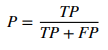 P = TP / (TP + FP)